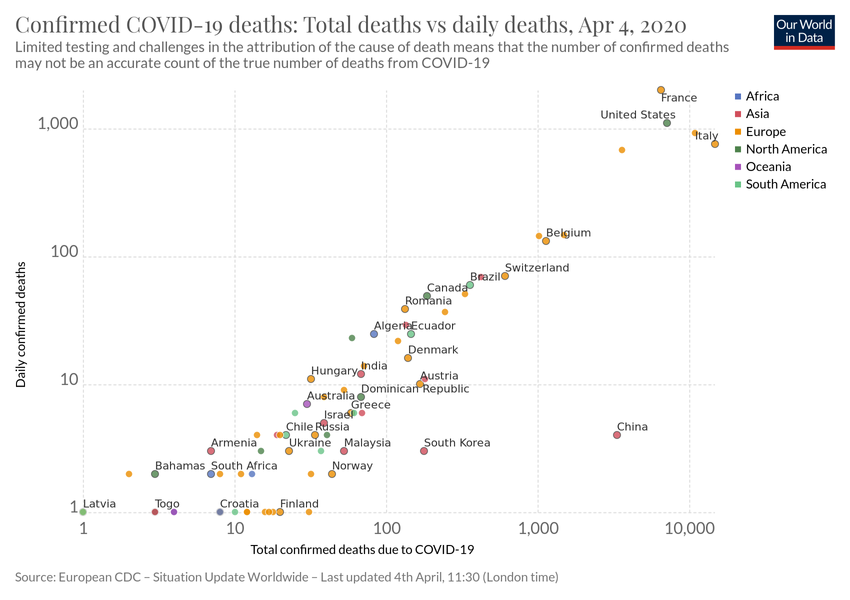 Confirmed COVID-19 deaths: Total deaths vs daily deaths, Apr 4, 2020
Limited testing and challenges in the attribution of the cause of death means that the number of confirmed deaths
may not be an accurate count of the true number of deaths from COVID-19
Our World
in Data
France
United States
Italy
Belgium
Switzerland
Brazil
Canada
Romania
Algeria
Ecuador
Denmark
India
Hungary
Austria
Dominican Republic
Australia
Greece
Israel
Chile
Russia
China
Armenia
Ukraine
Malaysia
South Korea
Bahamas
South Africa
Norway
Latvia
Togo
Croatia
Finland
1,000
100
10
1
Daily confirmed deaths
1
10
100
1,000
10,000
Total confirmed deaths due to COVID-19
Africa
Asia
Europe
North America
Oceania
South America
Source: European CDC – Situation Update Worldwide – Last updated 4th April, 11:30 (London time)